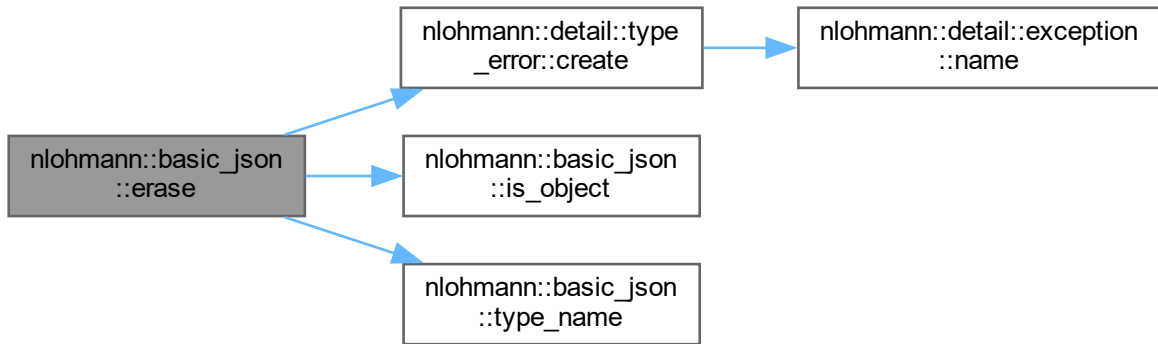 nlohmann::basic_json
::erase
nlohmann::detail::type
_error::create
nlohmann::detail::exception
::name
nlohmann::basic_json
::is_object
nlohmann::basic_json
::type_name